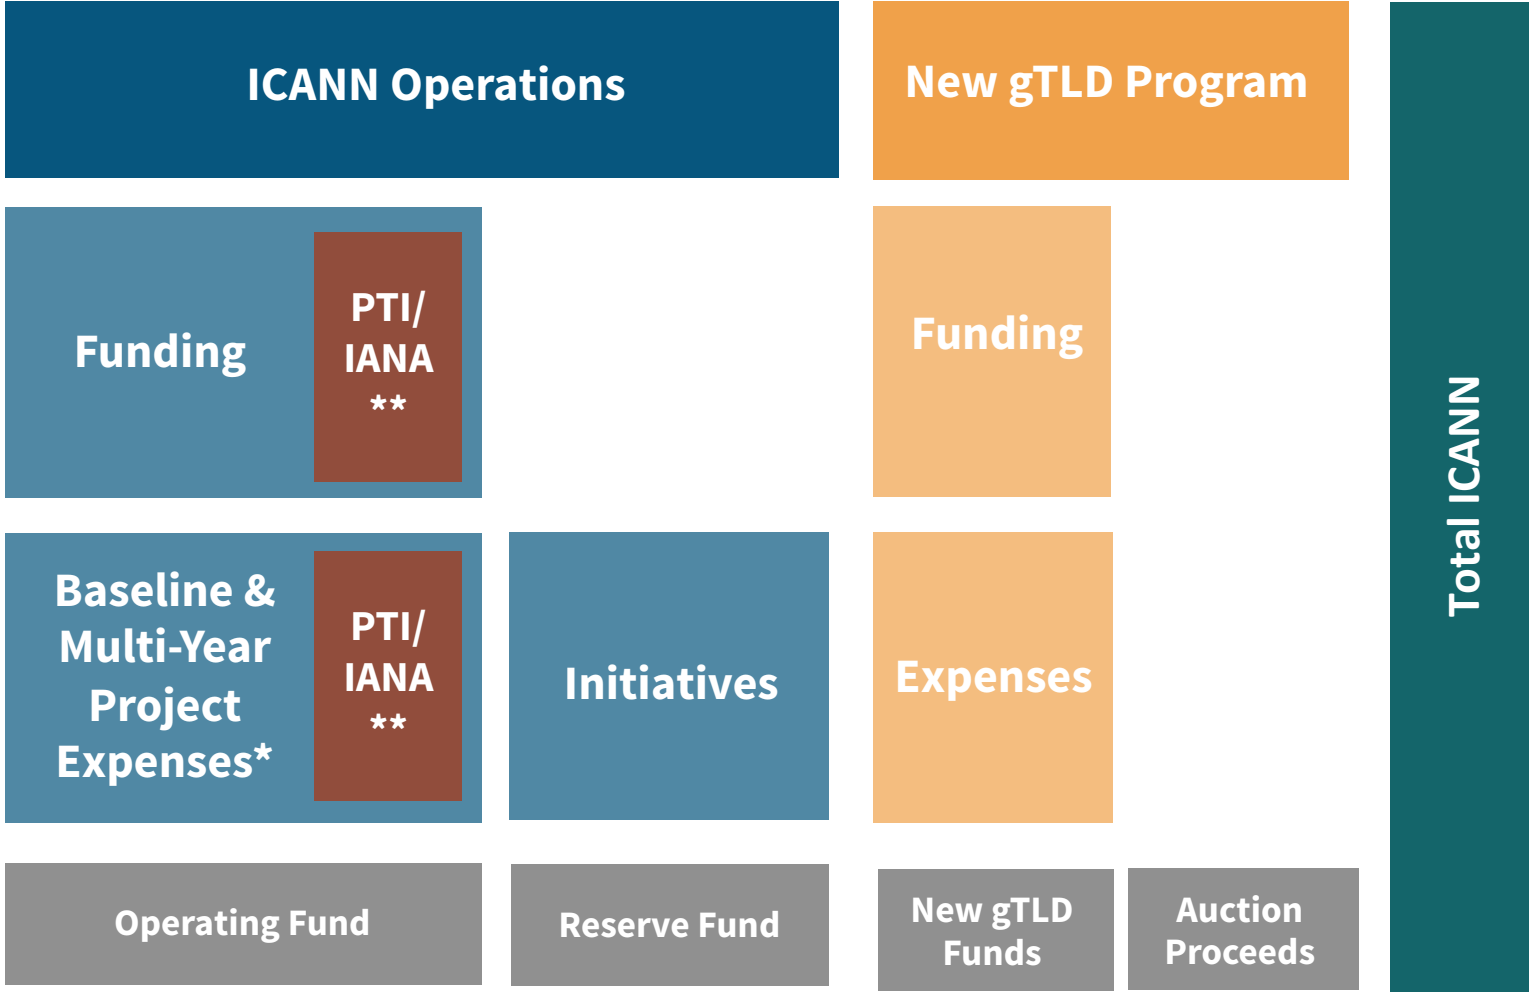 ICANN Operations
New gTLD Program
Total ICANN
Funding
PTI/
IANA
**
Funding
Baseline &
Multi-Year
Project
Expenses*
PTI/
IANA
**
Initiatives
Expenses
Operating Fund
Reserve Fund
New gTLD
Funds
Auction
Proceeds